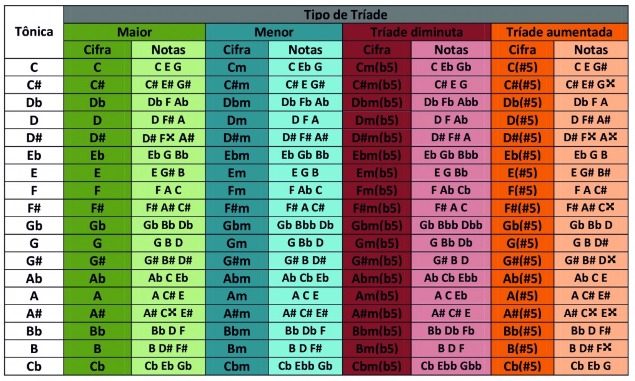 Tipo de Tríade
Tônica Maior Menor Tríade diminuta Tríade aumentada
Cifra Notas Cifra Notas Cifra Notas Cifra Notas
C C C E G Cm C Eb G Cm(b5) C Eb Gb C(#5) C E G#
C# C# C# E# G# C#m C# E G# C#m(b5) C# E G C#(#5) C# E# G𝄪
Db Db Db F Ab Dbm Db Fb Ab Dbm(b5) Db Fb Abb Db(#5) Db F A
D D D F# A Dm D F A Dm(b5) D F Ab D(#5) D F# A#
D# D# D# F𝄪 A# D#m D# F# A# D#m(b5) D# F# A D#(#5) D# F𝄪 A𝄪
Eb Eb Eb G Bb Ebm Eb Gb Bb Ebm(b5) Eb Gb Bbb Eb(#5) Eb G B
E E E G# B Em E G B Em(b5) E G Bb E(#5) E G# B#
F F F A C Fm F Ab C Fm(b5) F Ab Cb F(#5) F A C#
F# F# F# A# C# F#m F# A C# F#m(b5) F# A C F#(#5) F# A# C𝄪
Gb Gb Gb Bb Db Gbm Gb Bbb Db Gbm(b5) Gb Bbb Dbb Gb(#5) Gb Bb D
G G G B D Gm G Bb D Gm(b5) G Bb Db G(#5) G B D#
G# G# G# B# D# G#m G# B D# G#m(b5) G# B D G#(#5) G# B# D𝄪
Ab Ab Ab C Eb Abm Ab Cb Eb Abm(b5) Ab Cb Ebb Ab(#5) Ab C E
A A A C# E Am A C E Am(b5) A C Eb A(#5) A C# E#
A# A# A# C𝄪 E# A#m A# C# E# A#m(b5) A# C# E A#(#5) A# C𝄪 E𝄪
Bb Bb Bb D F Bbm Bb Db F Bbm(b5) Bb Db Fb Bb(#5) Bb D F#
B B B D# F# Bm B D F# Bm(b5) B D F B(#5) B D# F𝄪
Cb Cb Cb Eb Gb Cbm Cb Ebb Gb Cbm(b5) Cb Ebb Gbb Cb(#5) Cb Eb G